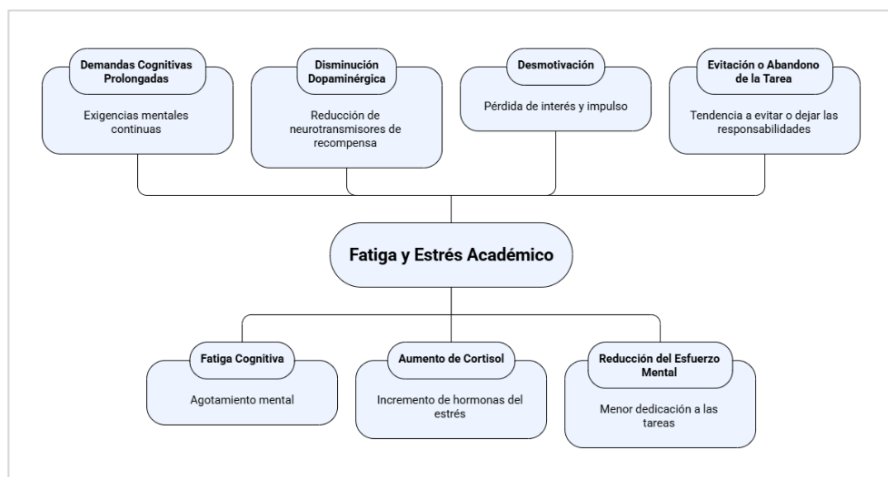 Demandas Cognitivas
Prolongadas
Exigencias mentales
continuas
Disminución
Dopaminérgica
Reducción de
neurotransmisores de
recompensa
Desmotivación
Pérdida de interés y impulso
Evitación o Abandono
de la Tarea
Tendencia a evitar o dejar las
responsabilidades
Fatiga y Estrés Académico
Fatiga Cognitiva
Agotamiento mental
Aumento de Cortisol
Incremento de hormonas del
estrés
Reducción del Esfuerzo
Mental
Menor dedicación a las
tareas